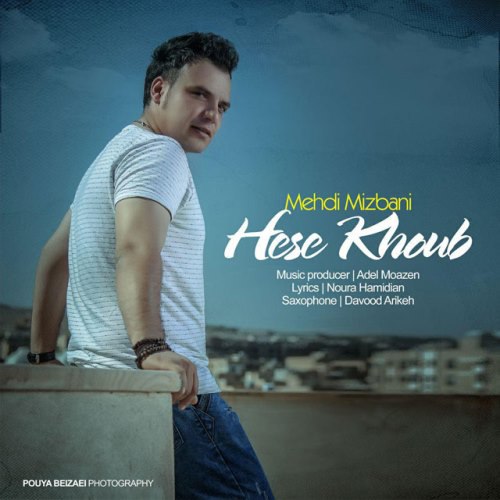 Mehdi Mizbani
Hese Khoub
Music producer | Adel Moazen
Lyrics | Noura Hamidian
Saxophone | Davood Arikeh
POUYA BEIZAEI PHOTOGRAPHY